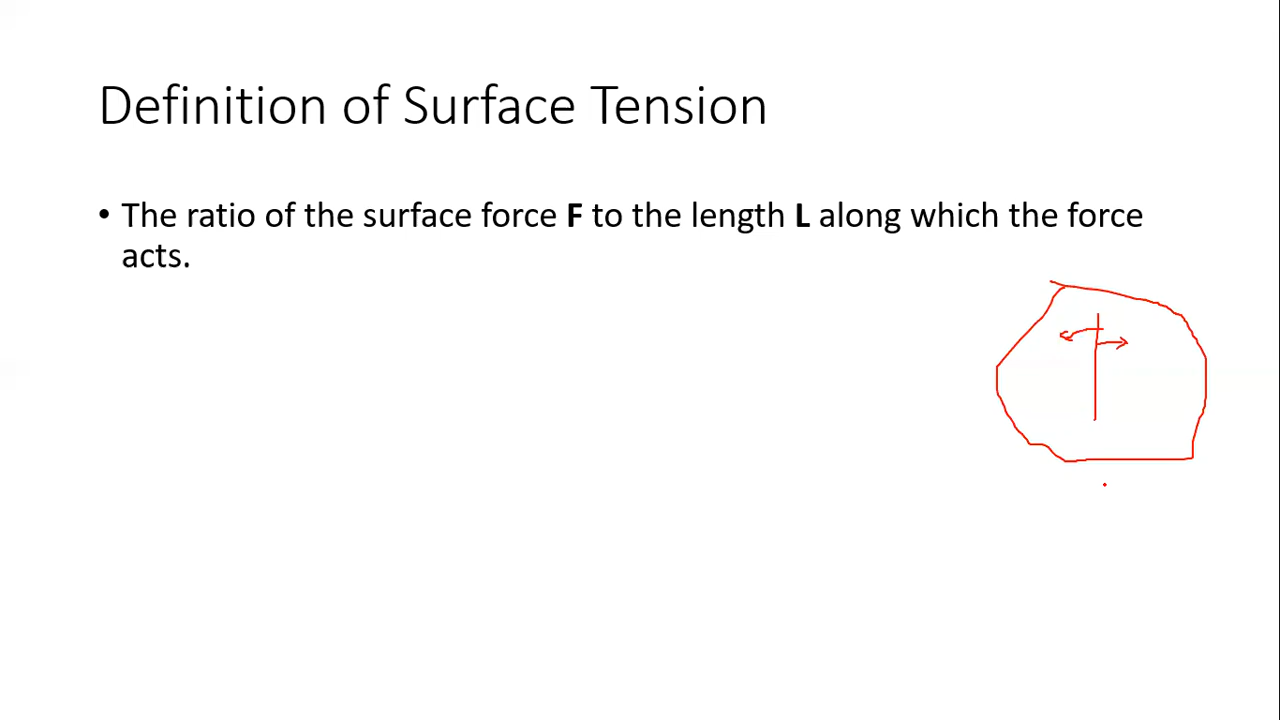 Definition of Surface Tension
• The ratio of the surface force F to the length L along which the force
acts.